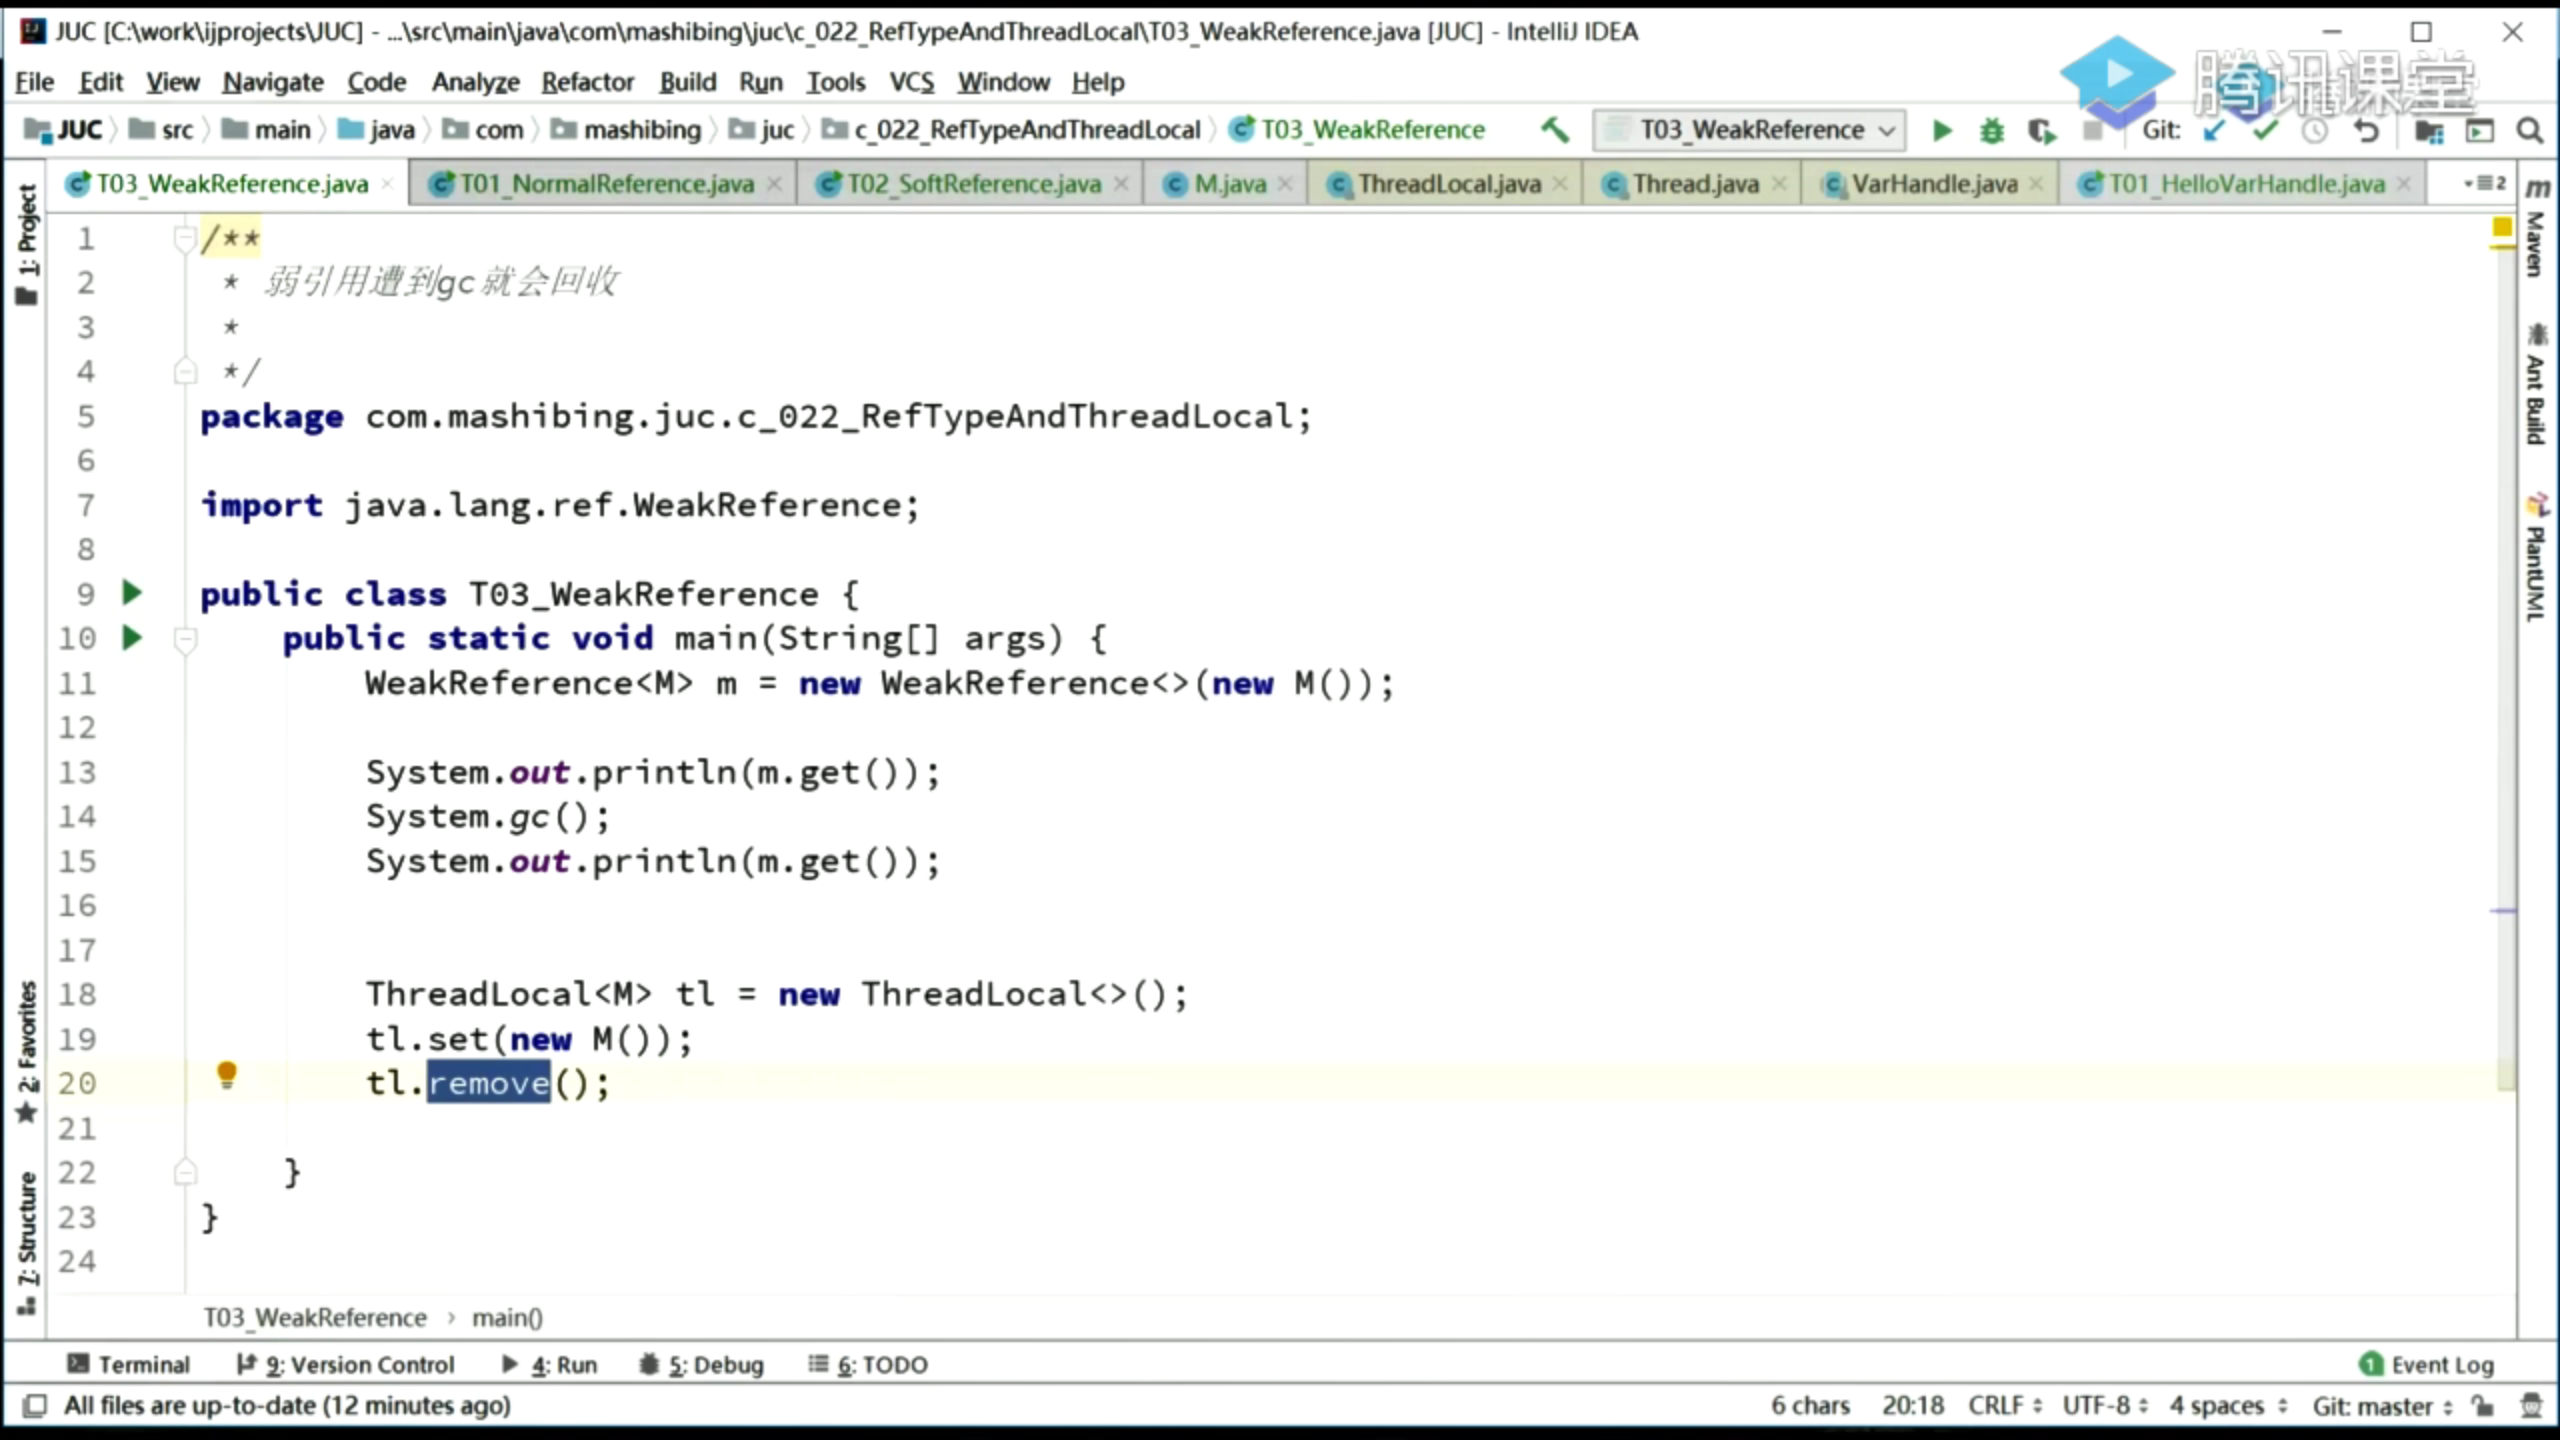 JUC [C:\work\ijprojects\JUC] - ...\src\main\java\com\mashibing\juc\c_022_RefTypeAndThreadLocal\T03_WeakReference.java [JUC] - IntelliJ IDEA
腾讯课堂
File Edit View Navigate Code Analyze Refactor Build Run Tools VCS Window Help
JUC src main java com mashibing juc c_022_RefTypeAndThreadLocal T03_WeakReference T03_WeakReference Git:
T03_WeakReference.java T01_NormalReference.java T02_SoftReference.java M.java ThreadLocal.java Thread.java VarHandle.java T01_HelloVarHandle.java 2
1: Project
2: Favorites
7: Structure
m Maven
Ant Build
PlantUML
1 /**
2 * 弱引用遭到gc就会回收
3 *
4 */
5 package com.mashibing.juc.c_022_RefTypeAndThreadLocal;
6
7 import java.lang.ref.WeakReference;
8
9 public class T03_WeakReference {
10 public static void main(String[] args) {
11 WeakReference<M> m = new WeakReference<>(new M());
12
13 System.out.println(m.get());
14 System.gc();
15 System.out.println(m.get());
16
17
18 ThreadLocal<M> tl = new ThreadLocal<>();
19 tl.set(new M());
20 tl.remove();
21
22 }
23 }
24
T03_WeakReference › main()
Terminal 9: Version Control 4: Run 5: Debug 6: TODO 1 Event Log
All files are up-to-date (12 minutes ago) 6 chars 20:18 CRLF UTF-8 4 spaces Git: master